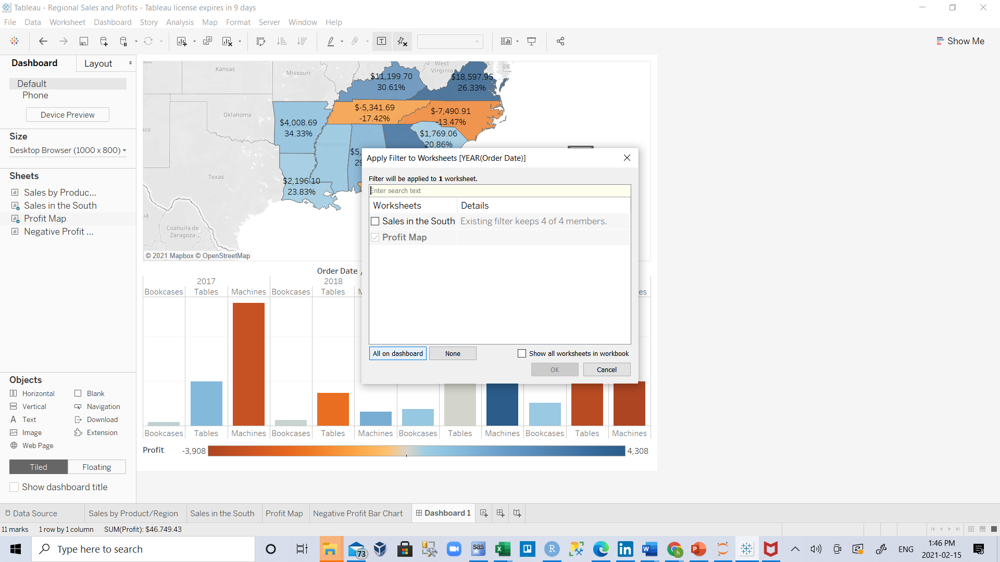 Tableau - Regional Sales and Profits - Tableau license expires in 9 days
File Data Worksheet Dashboard Story Analysis Map Format Server Window Help
Show Me
Dashboard Layout
Default
Phone
Device Preview
Size
Desktop Browser (1000 x 800)
Sheets
Sales by Produc...
Sales in the South
Profit Map
Negative Profit ...
Objects
Horizontal Blank
Vertical Navigation
Text Download
Image Extension
Web Page
Tiled Floating
Show dashboard title
Kansas
Missouri
West
Virginia
DE
Oklahoma
Texas
Mississippi
Coahuila de
Zaragoza
$11,199.70
30.61%
$18,597.95
26.33%
$-5,341.69
-17.42%
$-7,490.91
-13.47%
$4,008.69
34.33%
$1,769.06
20.86%
$2,196.10
23.83%
© 2021 Mapbox © OpenStreetMap
Apply Filter to Worksheets [YEAR(Order Date)]
Filter will be applied to 1 worksheet.
Enter search text
Worksheets Details
Sales in the South Existing filter keeps 4 of 4 members.
Profit Map
All on dashboard None Show all worksheets in workbook
OK Cancel
Order Date /
2017 2018
Bookcases Tables Machines Bookcases Tables
Bookcases Tables Machines Bookcases Tables Machines Bookcases Tables Machines Bookcases Tables Machines
Profit -3,908 4,308
Data Source Sales by Product/Region Sales in the South Profit Map Negative Profit Bar Chart Dashboard 1
11 marks 1 row by 1 column SUM(Profit): $46,749.43
Type here to search 73 sas ENG 1:46 PM
2021-02-15